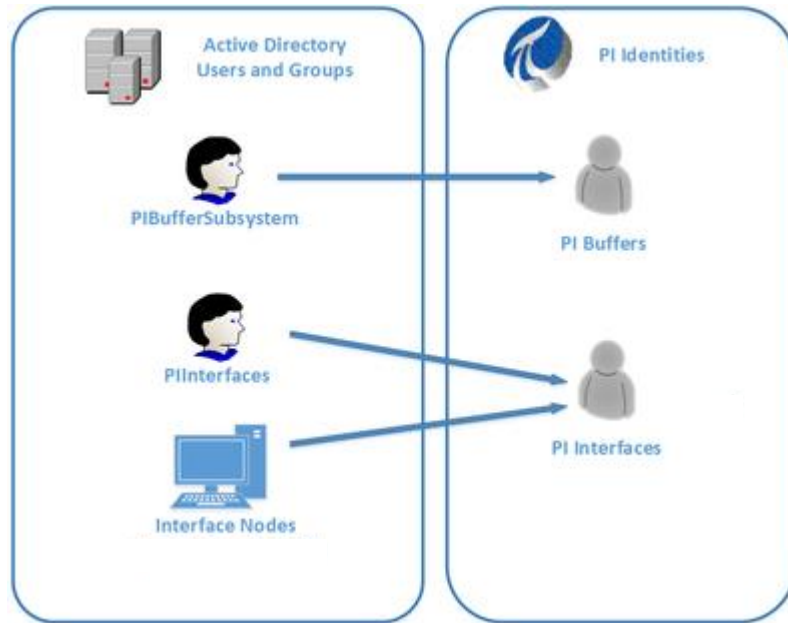 Active Directory
Users and Groups
PI Identities
PIBufferSubsystem
PI Buffers
PIInterfaces
PI Interfaces
Interface Nodes